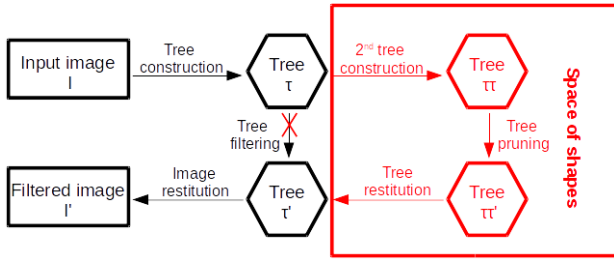 Input image
I
Tree
construction
Tree
τ
2nd tree
construction
Tree
ττ
Tree
filtering
Tree
pruning
Filtered image
I'
Image
restitution
Tree
τ'
Tree
restitution
Tree
ττ'
Space of shapes